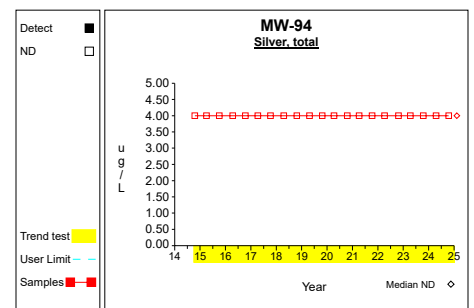 Detect
ND
Trend test
User Limit
Samples
MW-94
Silver, total
5.00
4.50
4.00
3.50
3.00
2.50
2.00
1.50
1.00
0.50
0.00
ug/L
14 15 16 17 18 19 20 21 22 23 24 25
Year
Median ND